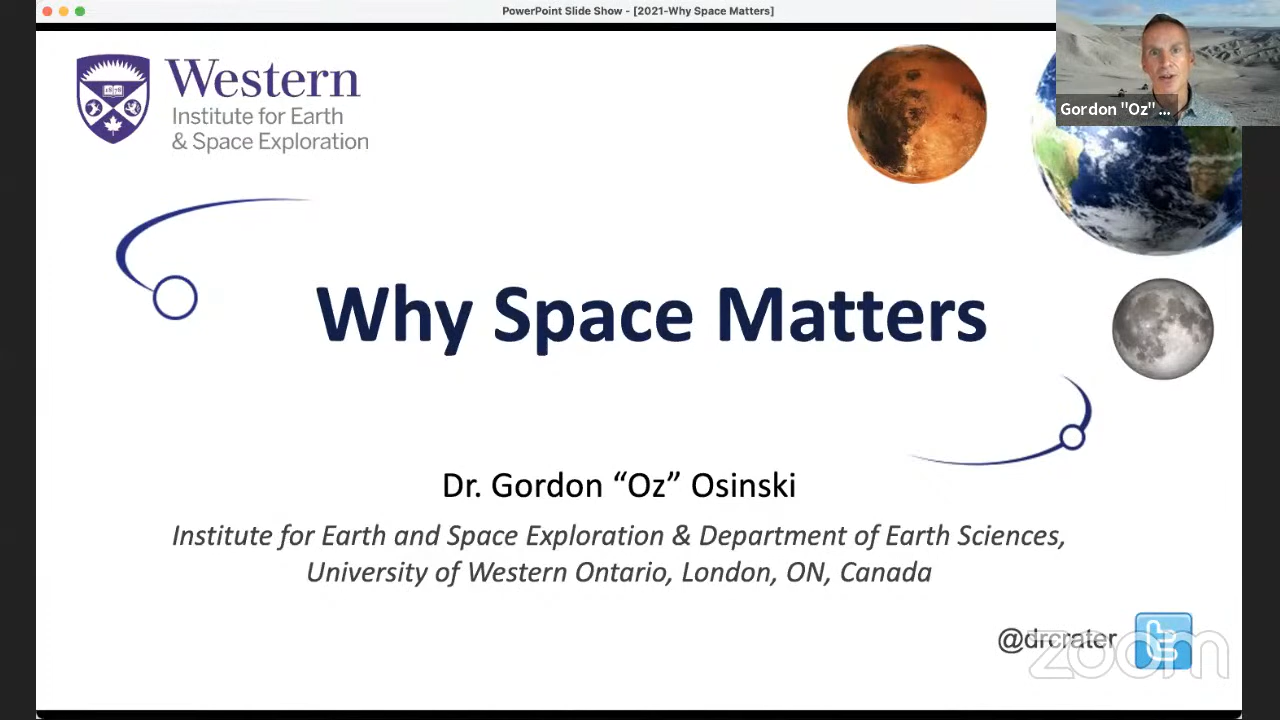 PowerPoint Slide Show - [2021-Why Space Matters]
Western
Institute for Earth
& Space Exploration
Gordon "Oz" ...
Why Space Matters
Dr. Gordon “Oz” Osinski
Institute for Earth and Space Exploration & Department of Earth Sciences,
University of Western Ontario, London, ON, Canada
@drcrater
zoom